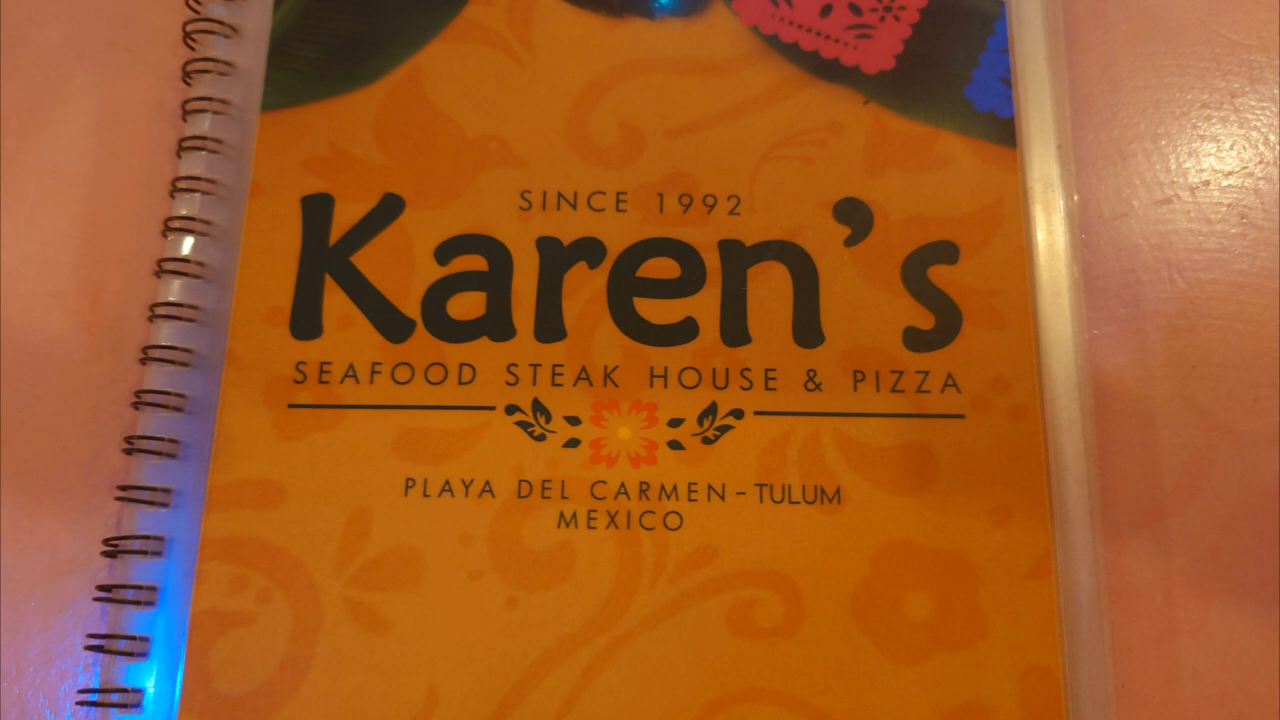 SINCE 1992
Karen's
SEAFOOD STEAK HOUSE & PIZZA
PLAYA DEL CARMEN - TULUM
MEXICO